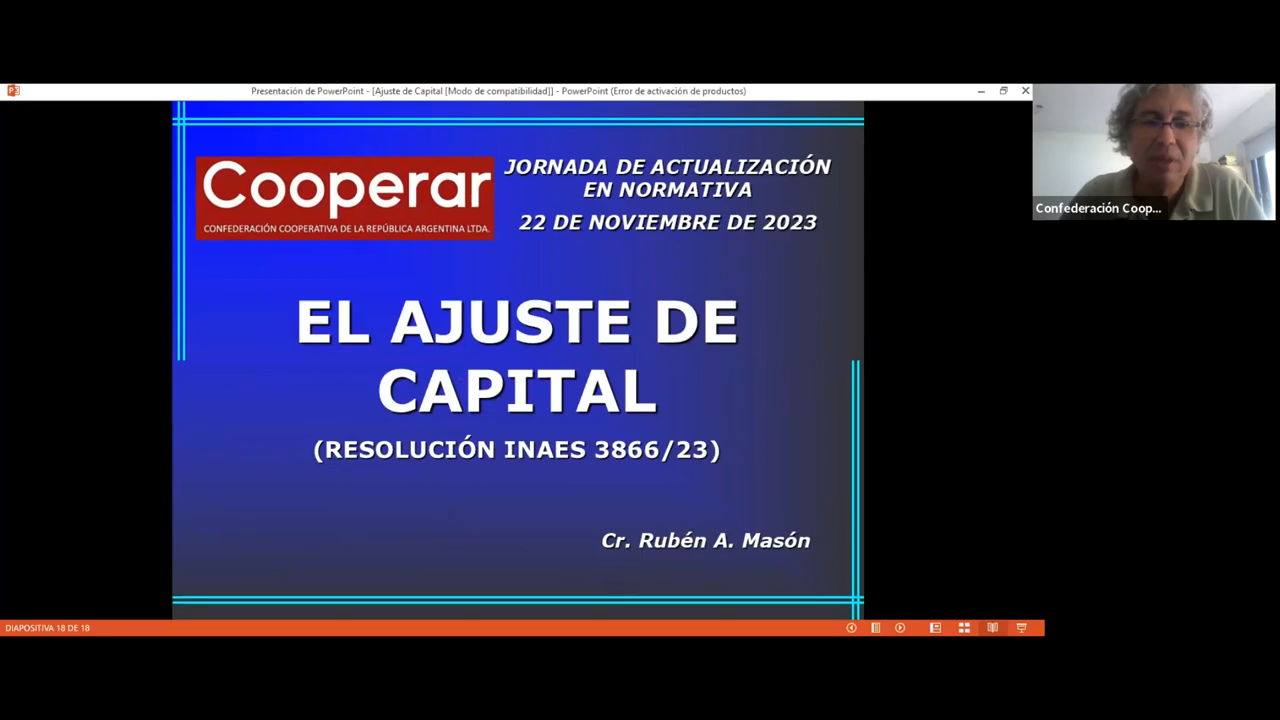 Presentación de PowerPoint - [Ajuste de Capital [Modo de compatibilidad]] - PowerPoint (Error de activación de productos)
Cooperar
CONFEDERACIÓN COOPERATIVA DE LA REPÚBLICA ARGENTINA LTDA.
JORNADA DE ACTUALIZACIÓN
EN NORMATIVA
22 DE NOVIEMBRE DE 2023
Confederación Coop...
EL AJUSTE DE
CAPITAL
(RESOLUCIÓN INAES 3866/23)
Cr. Rubén A. Masón
DIAPOSITIVA 18 DE 18